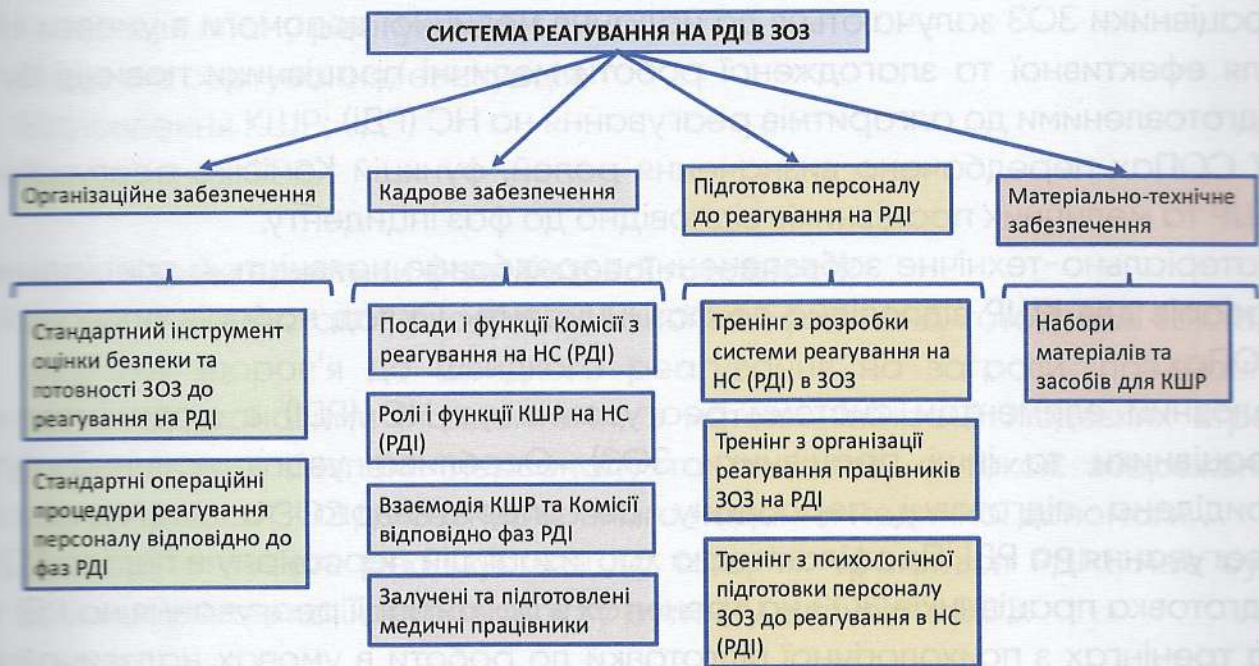 СИСТЕМА РЕАГУВАННЯ НА РДІ В ЗОЗ
Організаційне забезпечення
Кадрове забезпечення
Підготовка персоналу
до реагування на РДІ
Матеріально-технічне
забезпечення
Стандартний інструмент
оцінки безпеки та
готовності ЗОЗ до
реагування на РДІ
Стандартні операційні
процедури реагування
персоналу відповідно до
фаз РДІ
Посади і функції Комісії з
реагування на НС (РДІ)
Ролі і функції КШР на НС
(РДІ)
Взаємодія КШР та Комісії
відповідно фаз РДІ
Залучені та підготовлені
медичні працівники
Тренінг з розробки
системи реагування на
НС (РДІ) в ЗОЗ
Тренінг з організації
реагування працівників
ЗОЗ на РДІ
Тренінг з психологічної
підготовки персоналу
ЗОЗ до реагування в НС
(РДІ)
Набори
матеріалів та
засобів для КШР